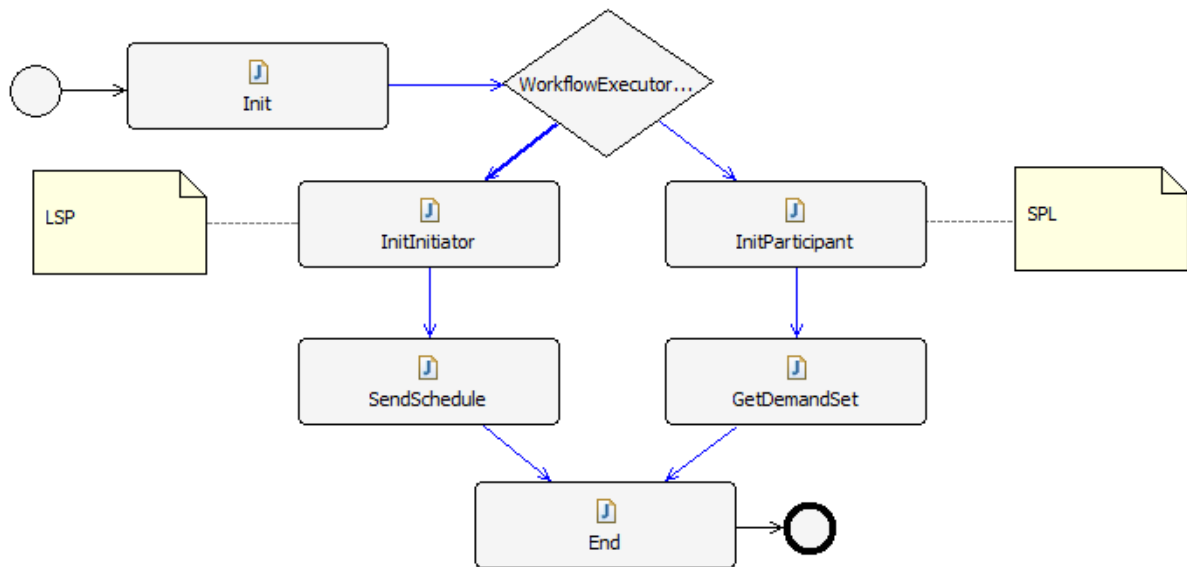 Init
WorkflowExecutor...
LSP
InitInitiator
InitParticipant
SPL
SendSchedule
GetDemandSet
End